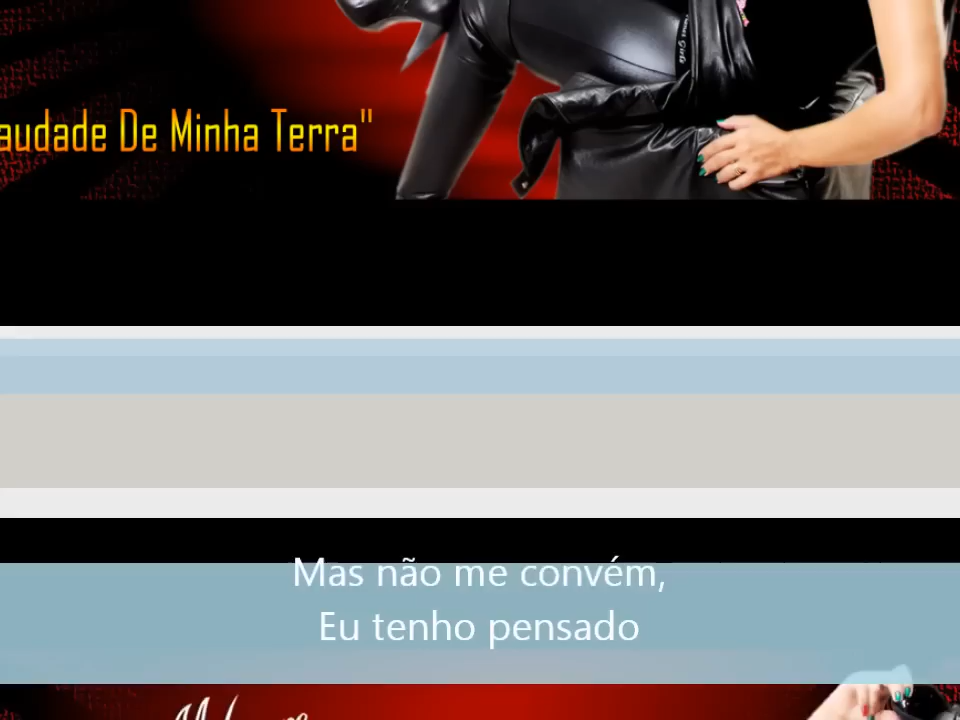 audade De Minha Terra"
Mas não me convém,
Eu tenho pensado